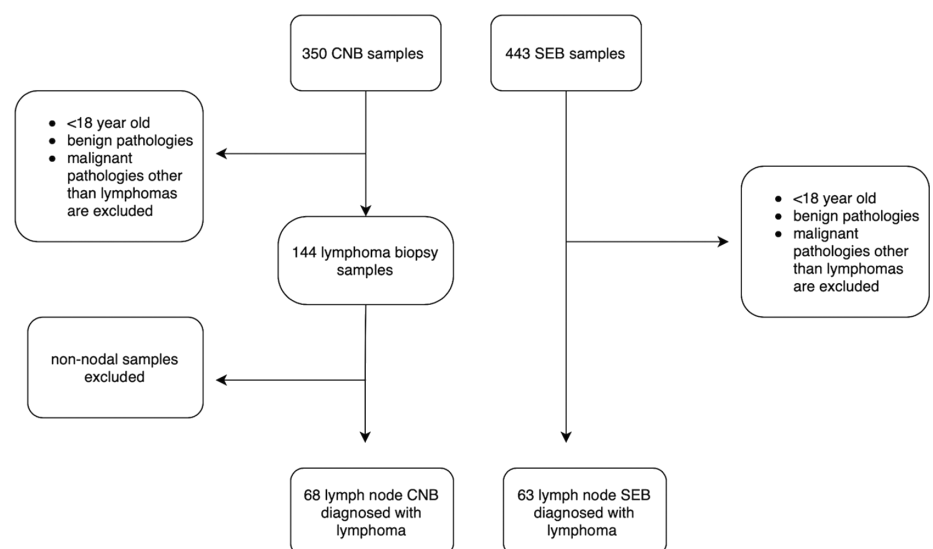 350 CNB samples
443 SEB samples
• <18 year old
• benign pathologies
• malignant
pathologies other
than lymphomas
are excluded
• <18 year old
• benign pathologies
• malignant
pathologies other
than lymphomas
are excluded
144 lymphoma biopsy
samples
non-nodal samples
excluded
68 lymph node CNB
diagnosed with
lymphoma
63 lymph node SEB
diagnosed with
lymphoma